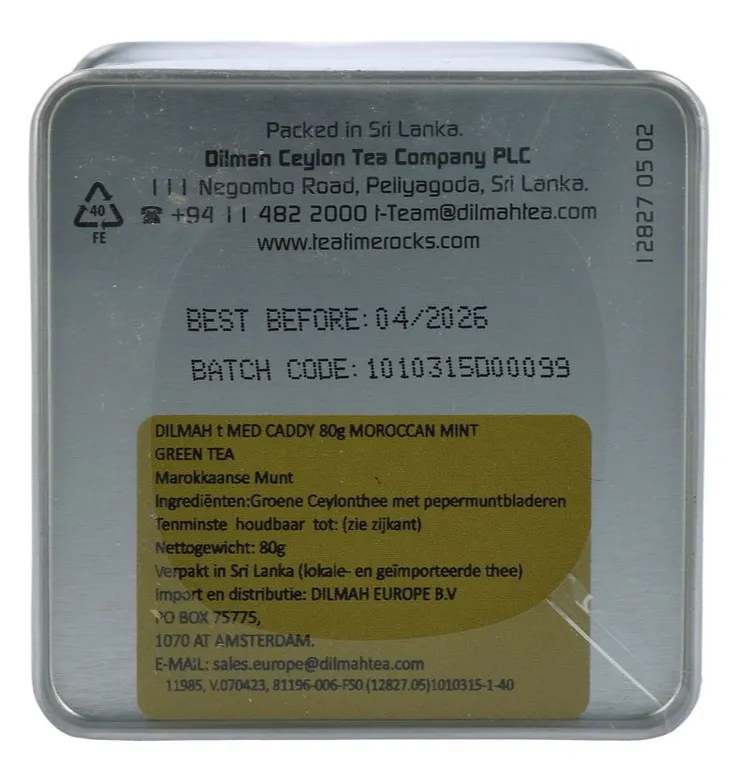 Packed in Sri Lanka.
Dilmah Ceylon Tea Company PLC
111 Negombo Road, Peliyagoda, Sri Lanka.
☎ +94 11 482 2000 t-Team@dilmahtea.com
www.teatimerocks.com
40
FE
12827 05 02
BEST BEFORE:04/2026
BATCH CODE:1010315D00099
DILMAH t MED CADDY 80g MOROCCAN MINT
GREEN TEA
Marokkaanse Munt
Ingrediënten:Groene Ceylonthee met pepermuntbladeren
Tenminste houdbaar tot: (zie zijkant)
Nettogewicht: 80g
Verpakt in Sri Lanka (lokale- en geïmporteerde thee)
Import en distributie: DILMAH EUROPE B.V
PO BOX 75775,
1070 AT AMSTERDAM.
E-MAIL: sales.europe@dilmahtea.com
11985, V.070423, 81196-006-FS0 (12827.05)1010315-1-40